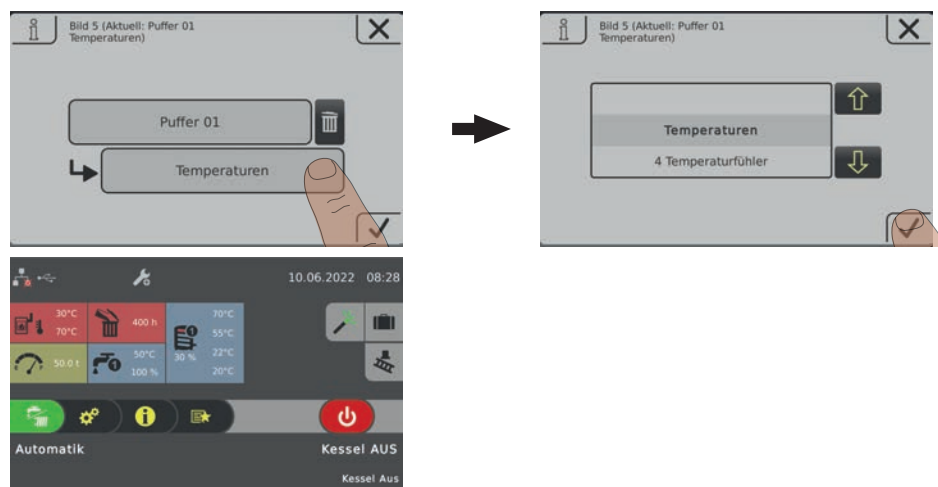 Bild 5 (Aktuell: Puffer 01
Temperaturen)
Puffer 01
Temperaturen
Bild 5 (Aktuell: Puffer 01
Temperaturen)
Temperaturen
4 Temperaturfühler
10.06.2022 08:28
30°C
70°C
400 h
70°C
55°C
22°C
20°C
30 %
50.0 t
50°C
100 %
Automatik
Kessel AUS
Kessel Aus